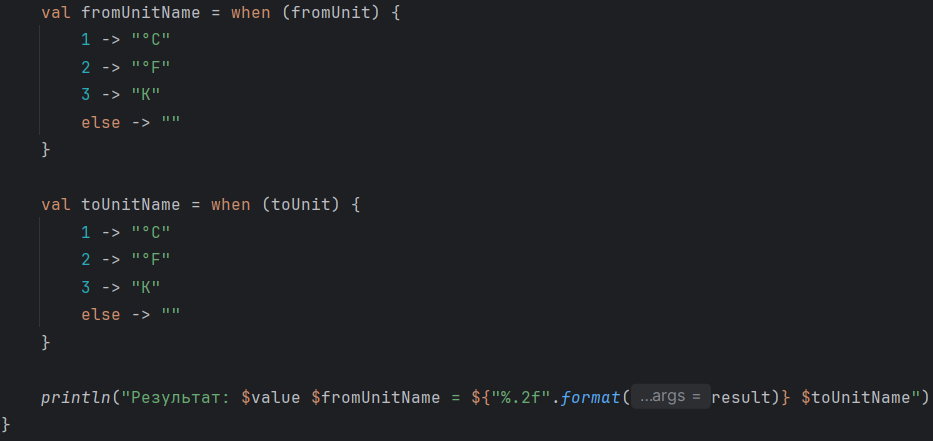 val fromUnitName = when (fromUnit) {
1 -> "°C"
2 -> "°F"
3 -> "K"
else -> ""
}
val toUnitName = when (toUnit) {
1 -> "°C"
2 -> "°F"
3 -> "K"
else -> ""
}
println("Результат: $value $fromUnitName = ${"%.2f".format( ...args = result)} $toUnitName")
}